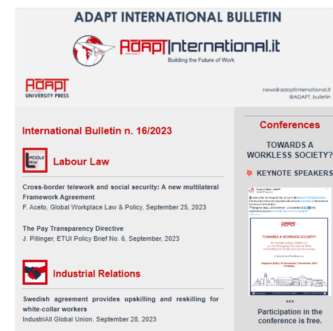 ADAPT INTERNATIONAL BULLETIN
ADAPTInternational.it
Building the Future of Work
ADAPT
UNIVERSITY PRESS
news@adaptinternational.it
@ADAPT_bulletin
International Bulletin n. 16/2023
LABOUR LAW
Labour Law
Cross-border telework and social security: A new multilateral
Framework Agreement
F. Aceto, Global Workplace Law & Policy, September 25, 2023
The Pay Transparency Directive
J. Pillinger, ETUI Policy Brief No. 6, September, 2023
Industrial Relations
Swedish agreement provides upskilling and reskilling for
white-collar workers
IndustriAll Global Union, September 28, 2023
Conferences
TOWARDS A
WORKLESS SOCIETY?
KEYNOTE SPEAKERS
TOWARDS A WORKLESS SOCIETY?
***
Participation in the
conference is free.